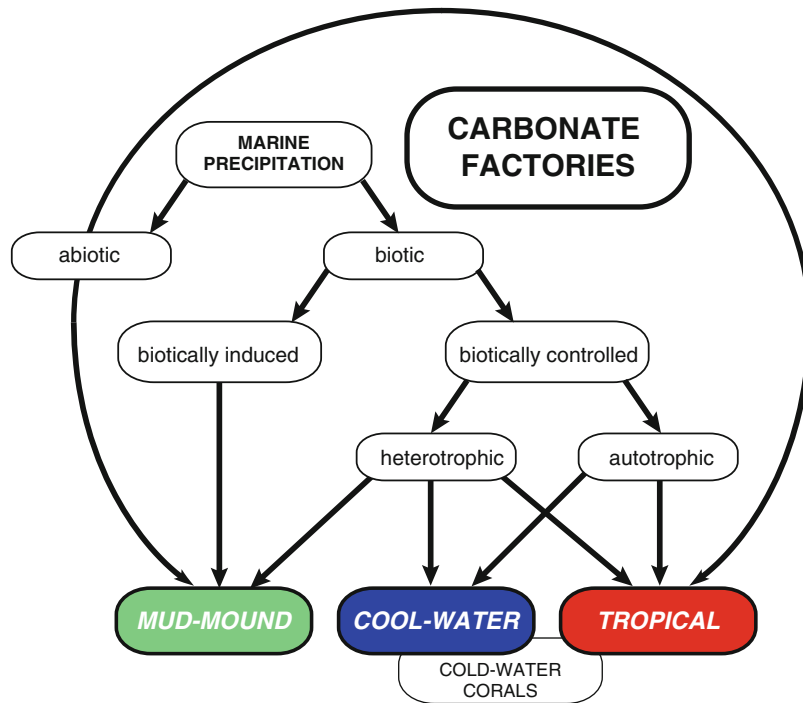 CARBONATE
FACTORIES
MARINE
PRECIPITATION
abiotic
biotic
biotically induced
biotically controlled
heterotrophic
autotrophic
MUD-MOUND
COOL-WATER
TROPICAL
COLD-WATER
CORALS